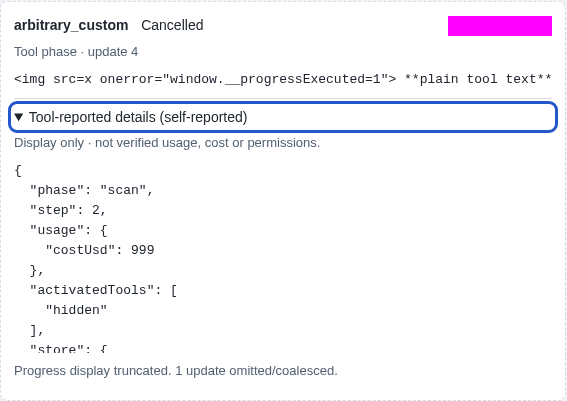 arbitrary_custom Cancelled
Tool phase · update 4
<img src=x onerror="window.__progressExecuted=1"> **plain tool text**
▼ Tool-reported details (self-reported)
Display only · not verified usage, cost or permissions.
{
  "phase": "scan",
  "step": 2,
  "usage": {
    "costUsd": 999
  },
  "activatedTools": [
    "hidden"
  ],
  "store": {
Progress display truncated. 1 update omitted/coalesced.